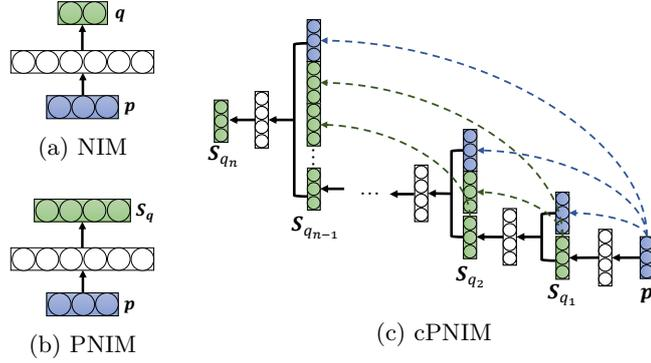 q
p
(a) NIM
S_q
p
(b) PNIM
S_{q_n}
⋮
S_{q_{n-1}}
...
S_{q_2}
S_{q_1}
p
(c) cPNIM